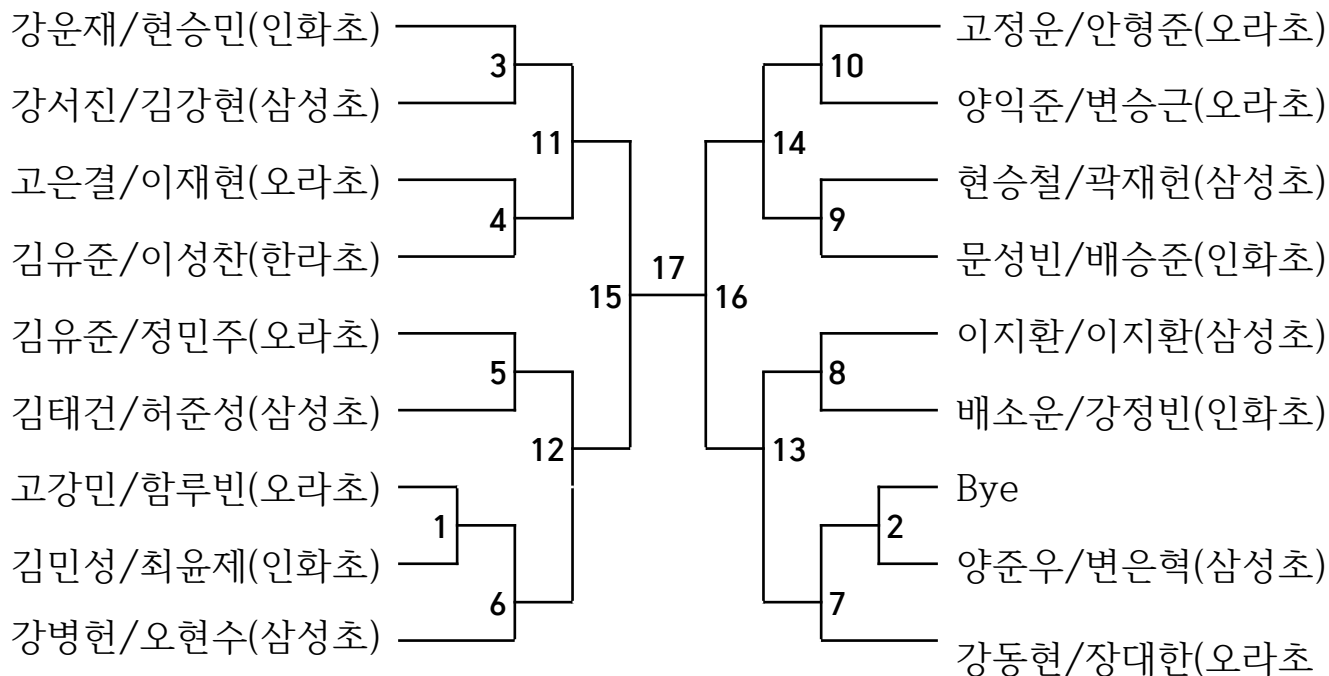 강운재/현승민(인화초)
3
강서진/김강현(삼성초)
11
고은결/이재현(오라초)
4
김유준/이성찬(한라초)
15
김유준/정민주(오라초)
5
김태건/허준성(삼성초)
12
고강민/함루빈(오라초)
1
김민성/최윤제(인화초)
6
강병헌/오현수(삼성초)
17
고정운/안형준(오라초)
10
양익준/변승근(오라초)
14
현승철/곽재헌(삼성초)
9
문성빈/배승준(인화초)
16
이지환/이지환(삼성초)
8
배소운/강정빈(인화초)
13
Bye
2
양준우/변은혁(삼성초)
7
강동현/장대한(오라초